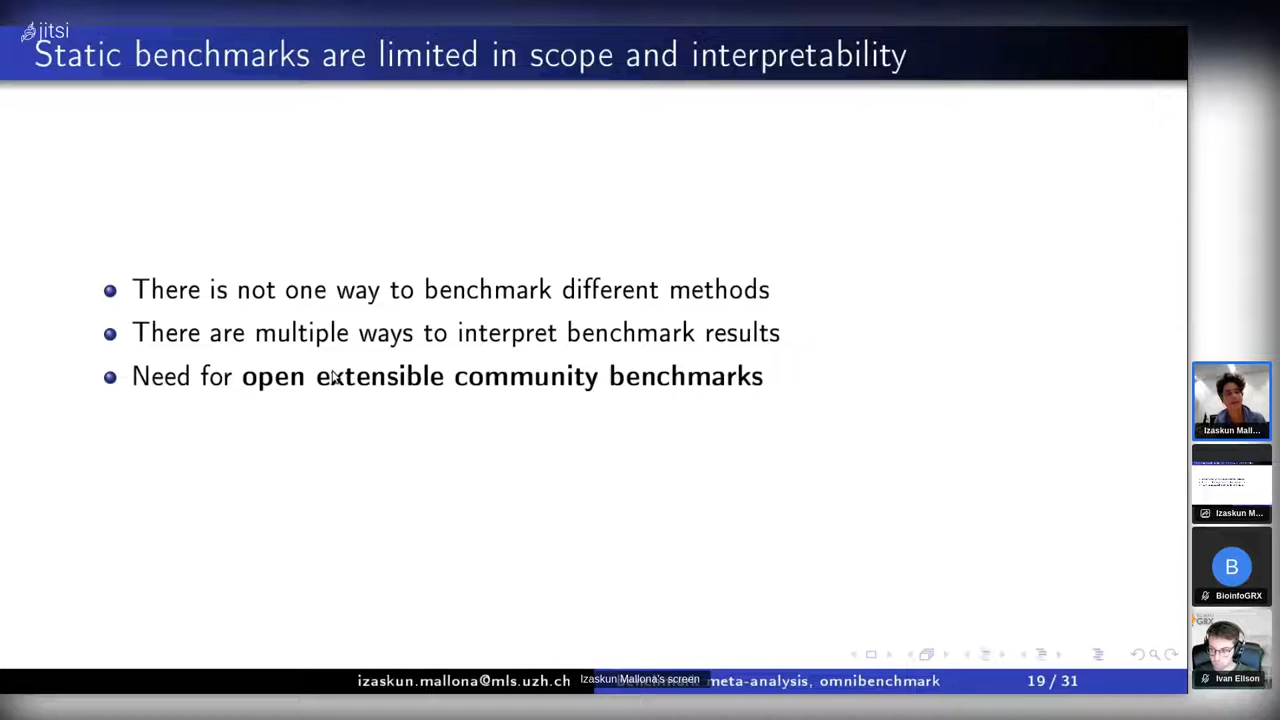 jitsi
Static benchmarks are limited in scope and interpretability
There is not one way to benchmark different methods
There are multiple ways to interpret benchmark results
Need for open extensible community benchmarks
Izaskun Mall...
Izaskun M...
B
BioinfoGRX
GRX
Ivan Ellson
izaskun.mallona@mls.uzh.ch
Izaskun Mallona's screen
meta-analysis, omnibenchmark
19 / 31